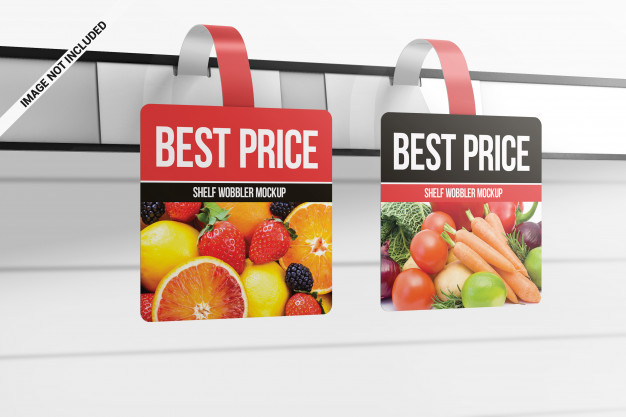 IMAGE NOT INCLUDED
BEST PRICE
SHELF WOBBLER MOCKUP
BEST PRICE
SHELF WOBBLER MOCKUP